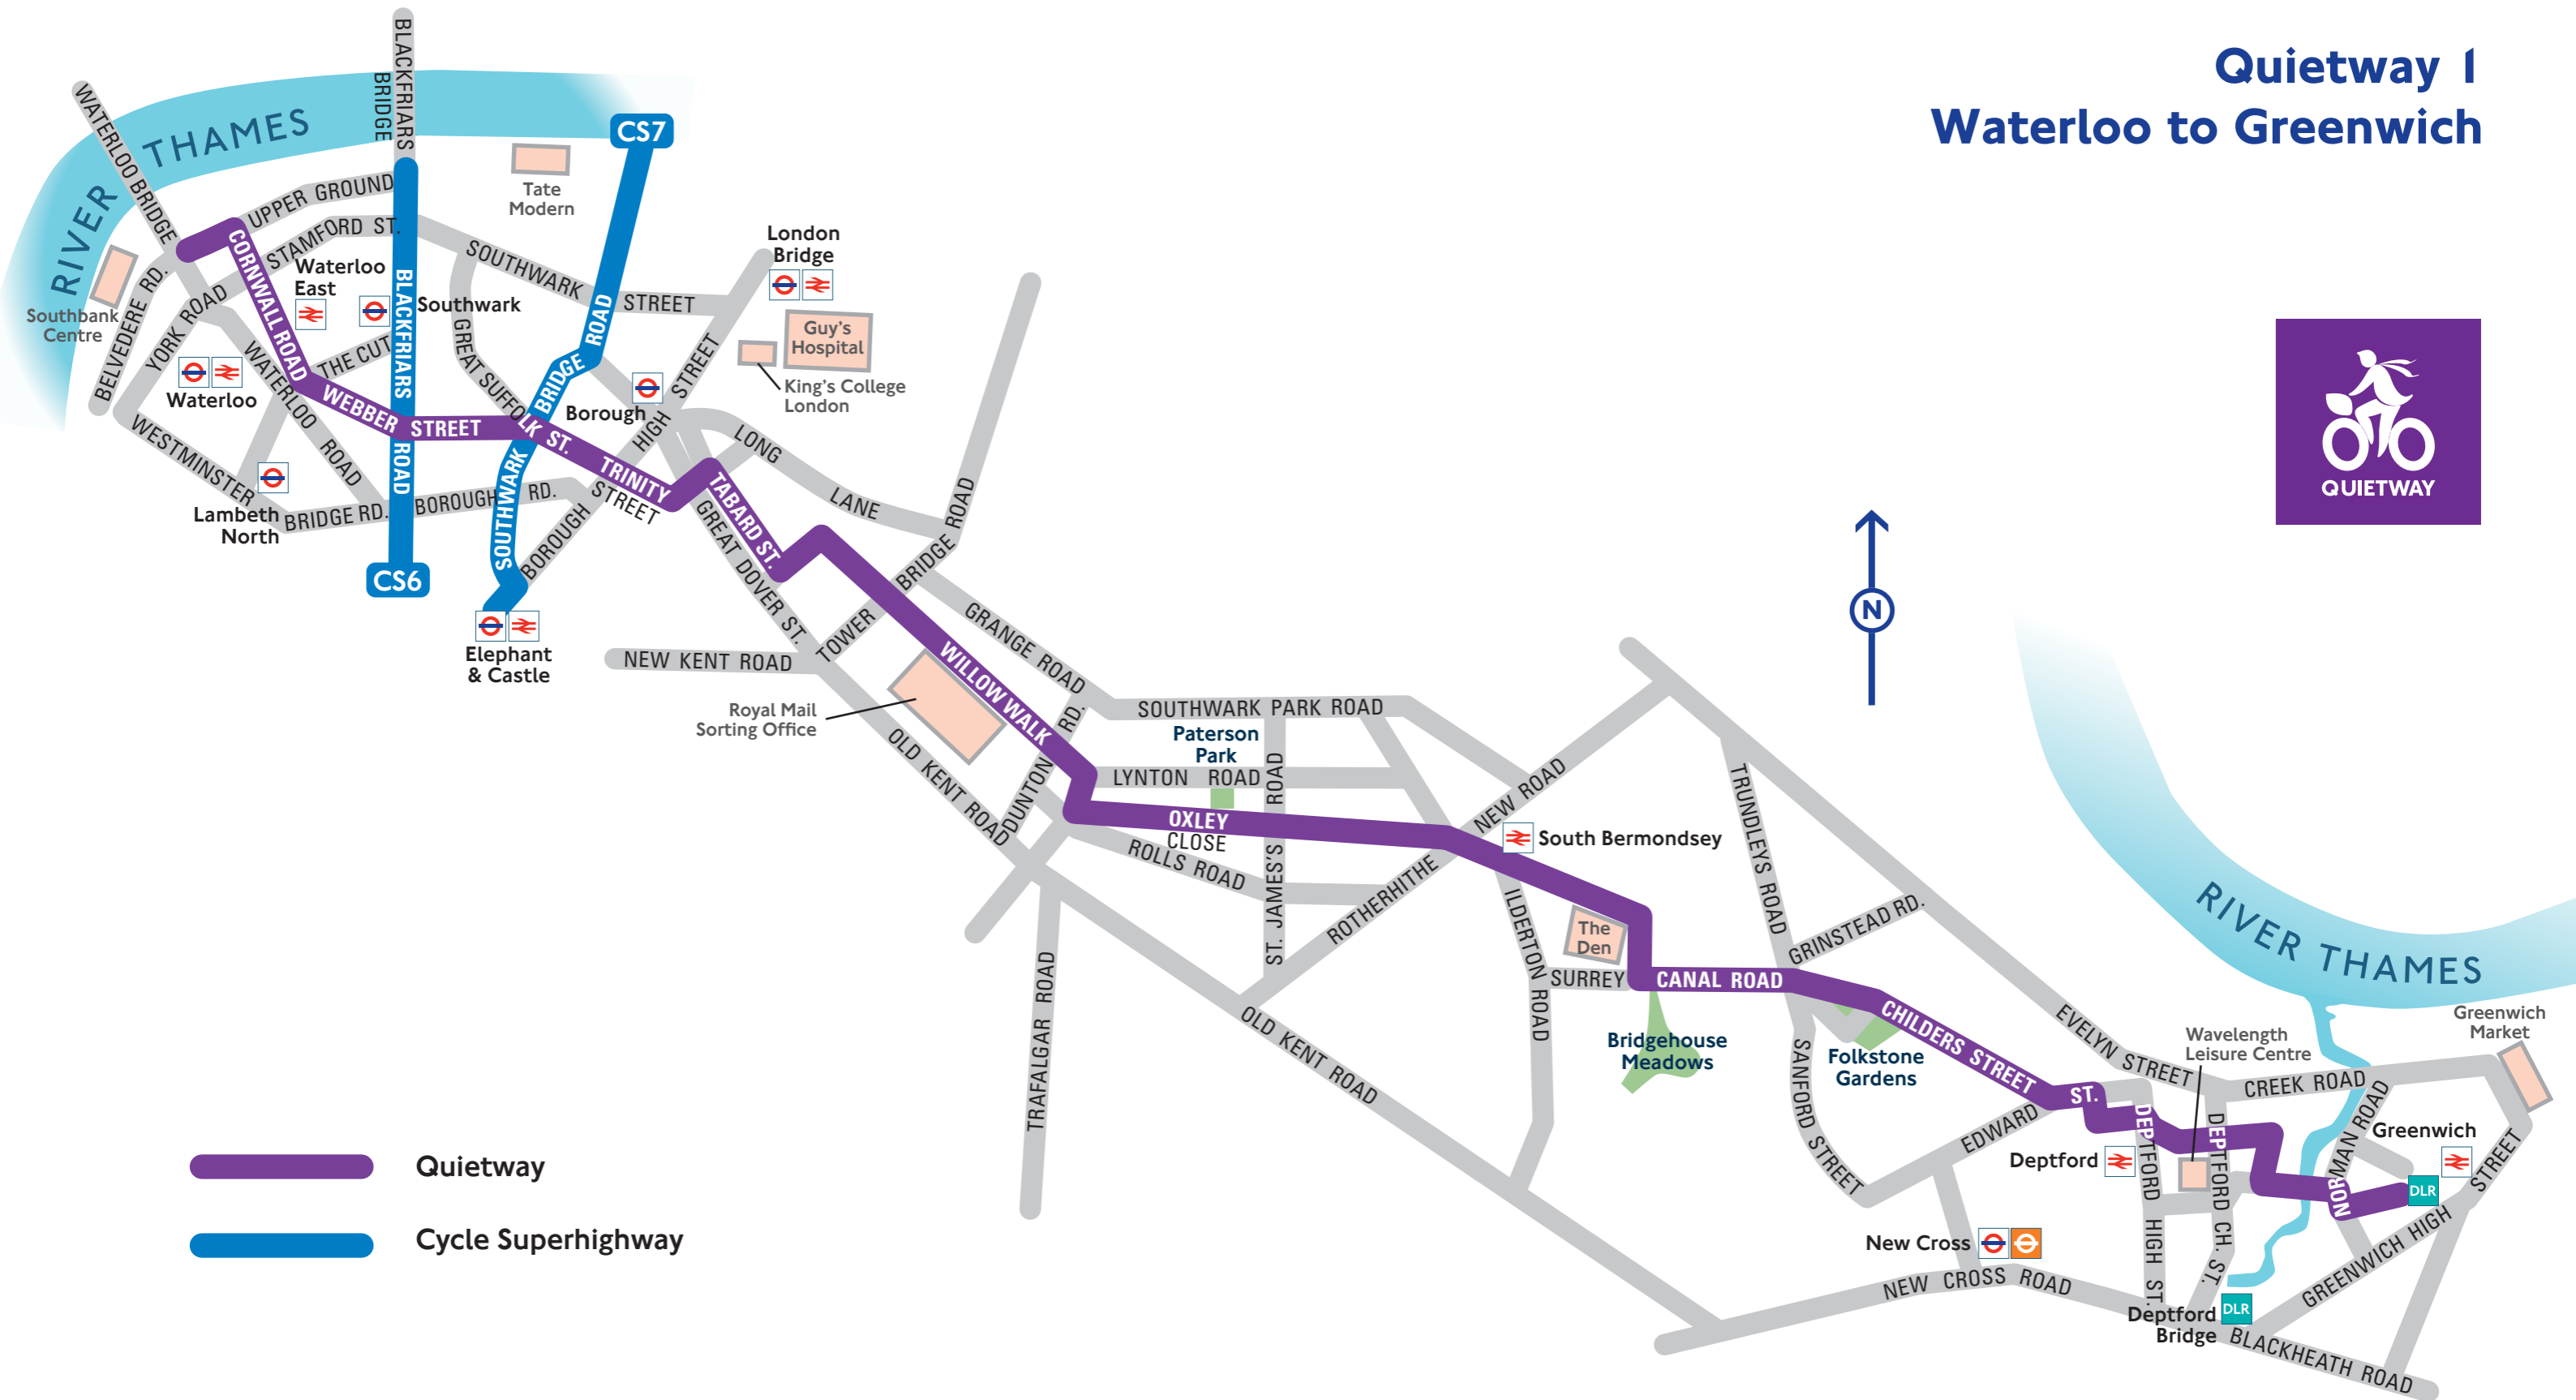 Quietway 1
Waterloo to Greenwich
BLACKFRIARS
BRIDGE
WATERLOO BRIDGE
RIVER THAMES
CS7
Tate
Modern
UPPER GROUND
STAMFORD ST.
CORNWALL ROAD
Waterloo
East
Southwark
SOUTHWARK STREET
London
Bridge
Guy's
Hospital
King's College
London
Southbank
Centre
BELVEDERE RD.
YORK ROAD
Waterloo
WATERLOO ROAD
THE CUT
BLACKFRIARS ROAD
GREAT SUFFOLK ST.
SOUTHWARK BRIDGE ROAD
Borough
BOROUGH HIGH STREET
WEBBER STREET
WESTMINSTER BRIDGE RD.
Lambeth
North
BOROUGH RD.
CS6
Elephant
& Castle
TRINITY
STREET
TABARD ST.
LONG LANE
GREAT DOVER ST.
TOWER BRIDGE ROAD
NEW KENT ROAD
Royal Mail
Sorting Office
WILLOW WALK
GRANGE ROAD
OLD KENT ROAD
DUNTON RD.
SOUTHWARK PARK ROAD
Paterson
Park
LYNTON ROAD
OXLEY
CLOSE
ROLLS ROAD
ST. JAMES'S ROAD
ROTHERHITHE NEW ROAD
South Bermondsey
TRAFALGAR ROAD
OLD KENT ROAD
ILDERTON ROAD
The
Den
SURREY CANAL ROAD
Bridgehouse
Meadows
TRUNDLEYS ROAD
GRINSTEAD RD.
Folkstone
Gardens
SANFORD STREET
CHILDERS STREET
EDWARD ST.
EVELYN STREET
N
QUIETWAY
RIVER THAMES
Wavelength
Leisure Centre
Greenwich
Market
CREEK ROAD
NORMAN ROAD
Greenwich
DLR
Deptford
DEPTFORD HIGH ST.
DEPTFORD CH. ST.
GREENWICH HIGH STREET
New Cross
NEW CROSS ROAD
Deptford
Bridge
DLR
BLACKHEATH ROAD
Quietway
Cycle Superhighway